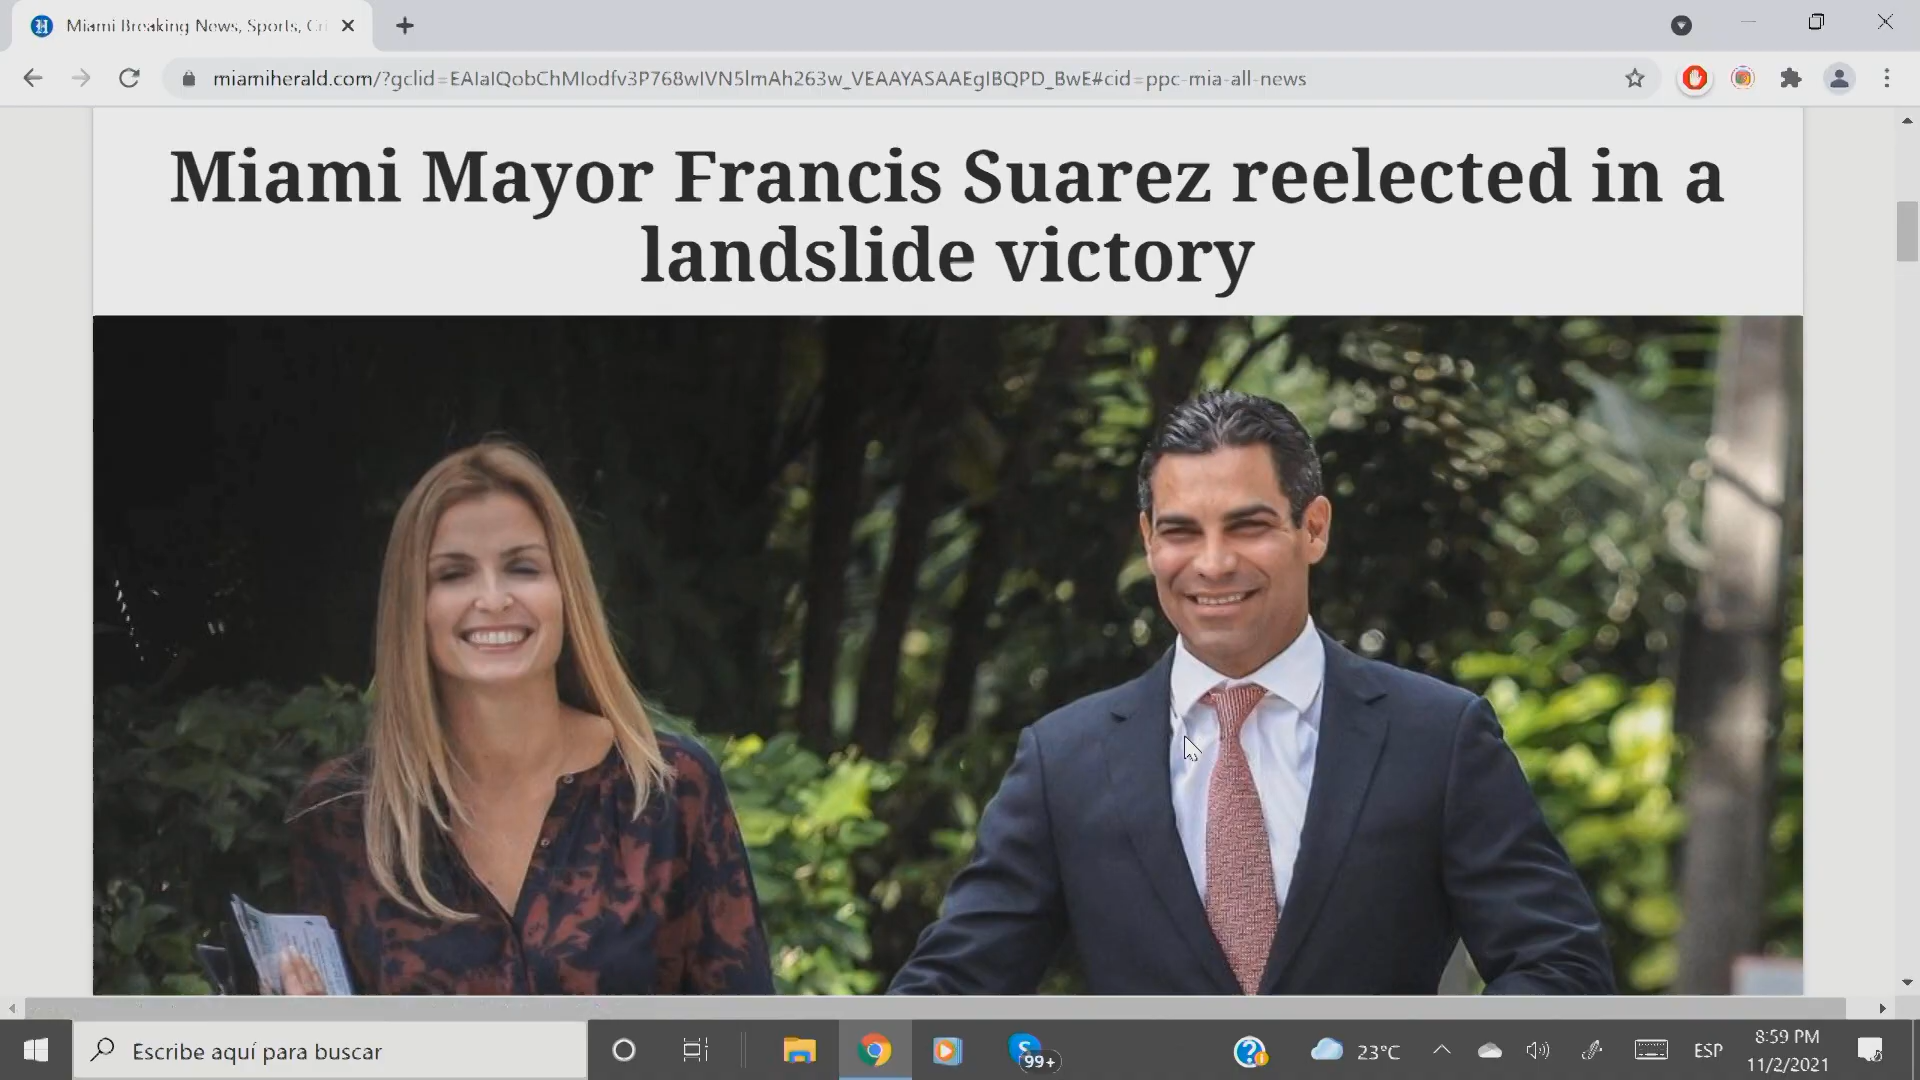 Miami Breaking News, Sports, Cri
miamiherald.com/?gclid=EAIaIQobChMIodfv3P768wIVN5lmAh263w_VEAAYASAAEgIBQPD_BwE#cid=ppc-mia-all-news
Miami Mayor Francis Suarez reelected in a
landslide victory
Escribe aquí para buscar
99+
23°C
ESP
8:59 PM
11/2/2021